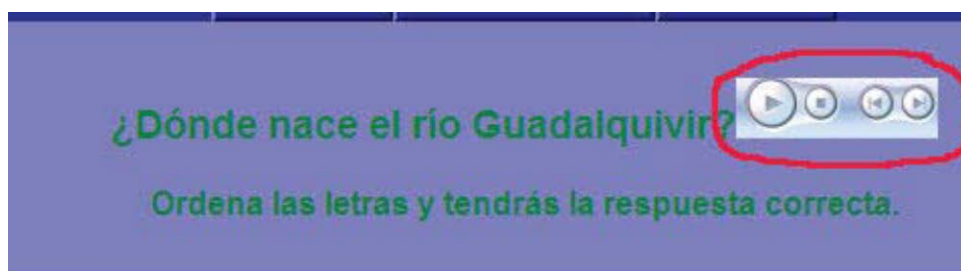 ¿Dónde nace el río Guadalquivir?
Ordena las letras y tendrás la respuesta correcta.